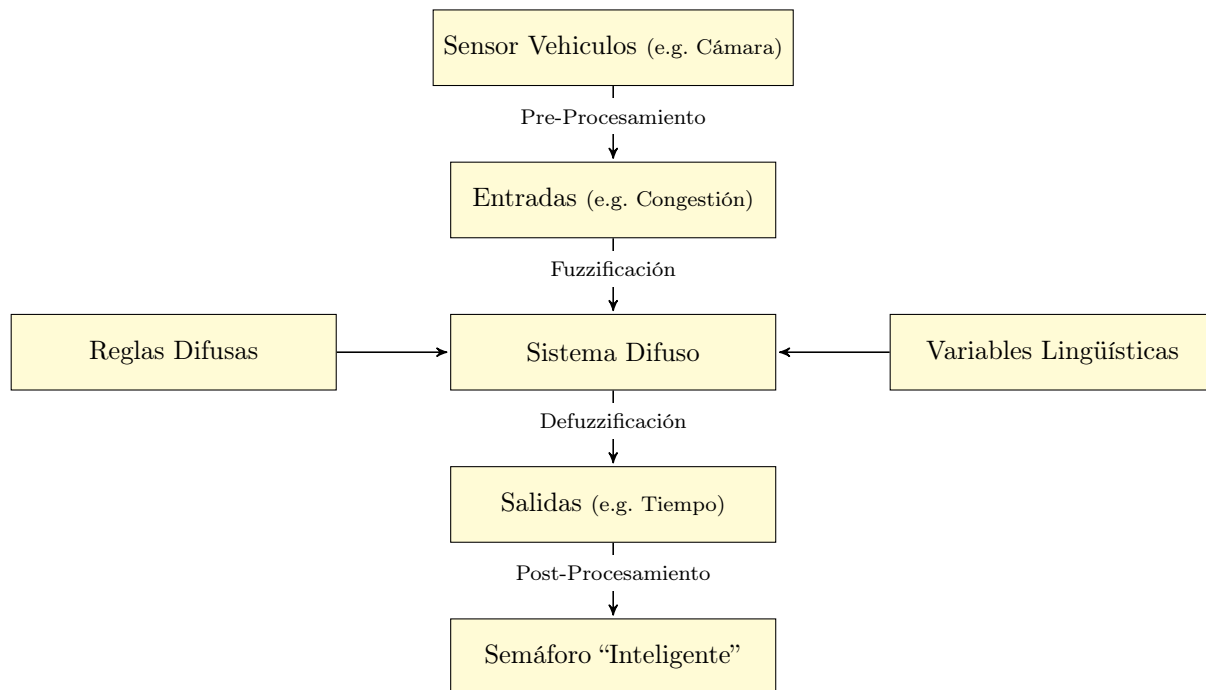 Sensor Vehiculos (e.g. Cámara)
Pre-Procesamiento
Entradas (e.g. Congestión)
Fuzzificación
Reglas Difusas
Sistema Difuso
Variables Lingüísticas
Defuzzificación
Salidas (e.g. Tiempo)
Post-Procesamiento
Semáforo “Inteligente”